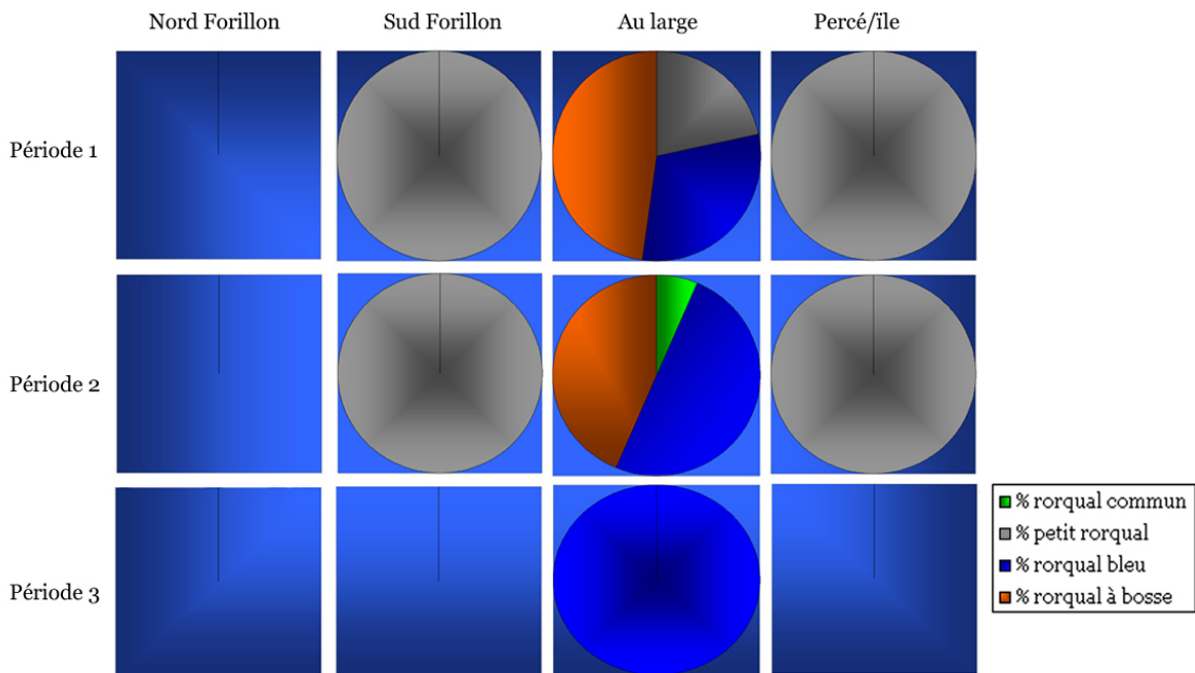 Nord Forillon
Sud Forillon
Au large
Percé/île
Période 1
Période 2
Période 3
% rorqual commun
% petit rorqual
% rorqual bleu
% rorqual à bosse